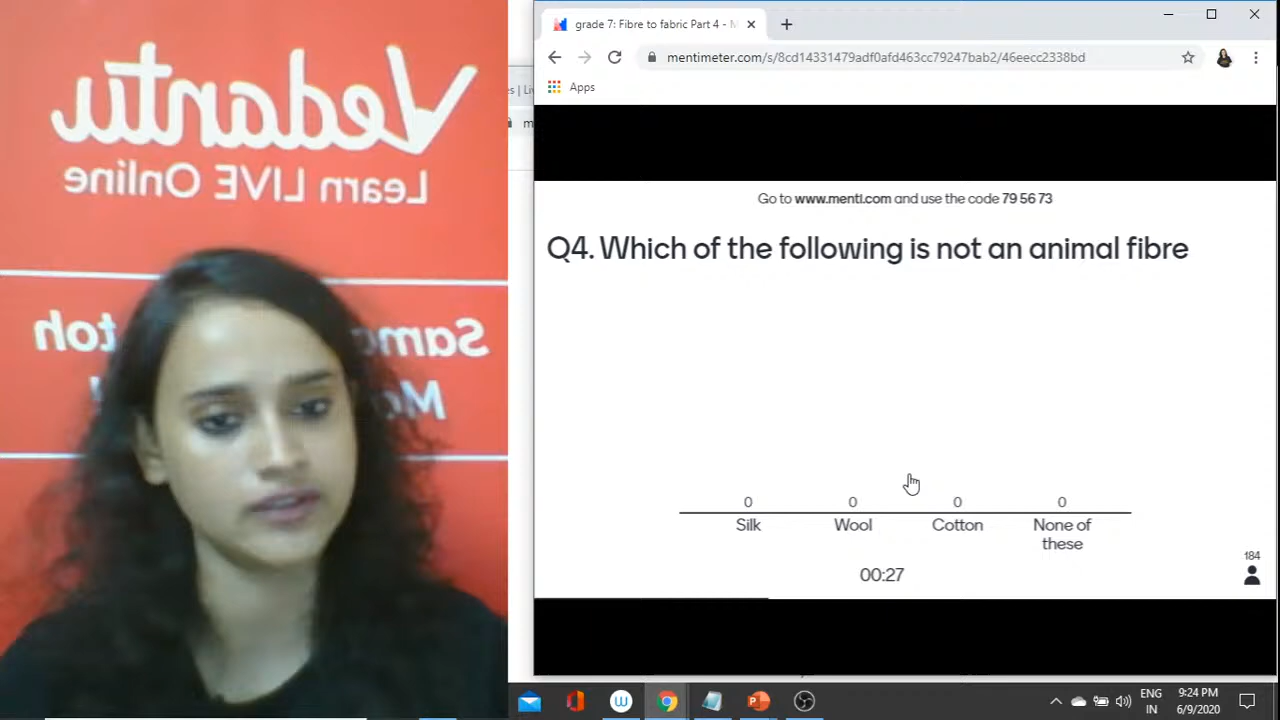 Vedantu
Learn LIVE Online
Sam
toh
Mo
grade 7: Fibre to fabric Part 4 - M
mentimeter.com/s/8cd14331479adf0afd463cc79247bab2/46eecc2338bd
Apps
Go to www.menti.com and use the code 79 56 73
Q4. Which of the following is not an animal fibre
0 0 0 0
Silk Wool Cotton None of
these
00:27
184
ENG
IN
9:24 PM
6/9/2020